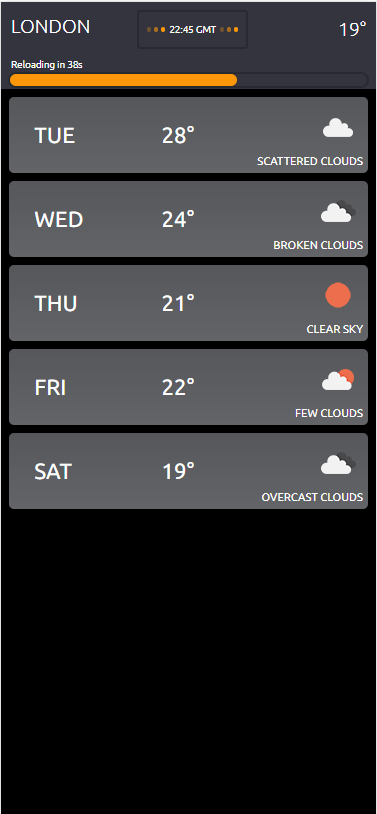 LONDON 22:45 GMT 19°
Reloading in 38s
TUE 28°
SCATTERED CLOUDS
WED 24°
BROKEN CLOUDS
THU 21°
CLEAR SKY
FRI 22°
FEW CLOUDS
SAT 19°
OVERCAST CLOUDS